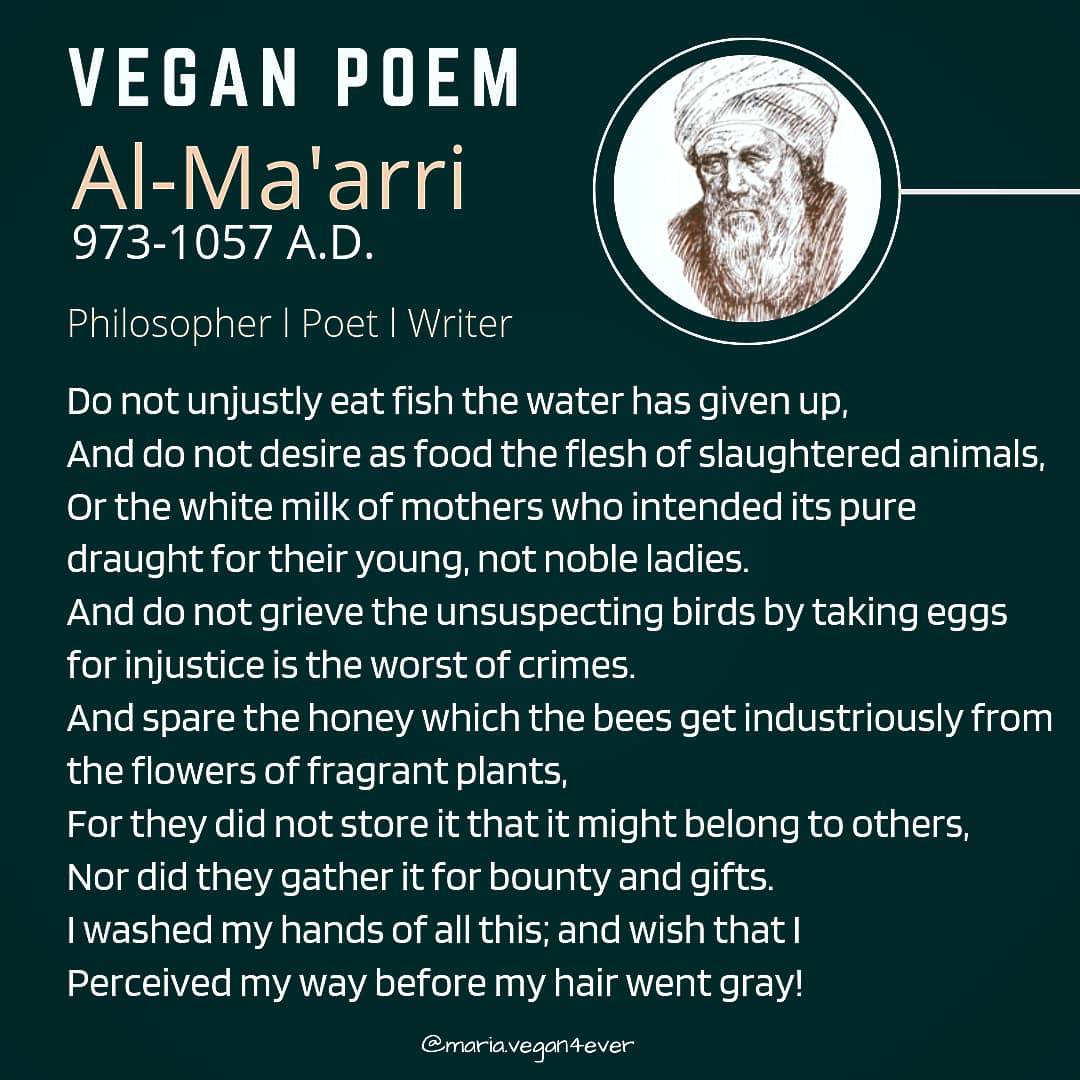 VEGAN POEM
Al-Ma'arri
973-1057 A.D.
Philosopher | Poet | Writer
Do not unjustly eat fish the water has given up,
And do not desire as food the flesh of slaughtered animals,
Or the white milk of mothers who intended its pure
draught for their young, not noble ladies.
And do not grieve the unsuspecting birds by taking eggs
for injustice is the worst of crimes.
And spare the honey which the bees get industriously from
the flowers of fragrant plants,
For they did not store it that it might belong to others,
Nor did they gather it for bounty and gifts.
I washed my hands of all this; and wish that I
Perceived my way before my hair went gray!
@maria.vegan4ever